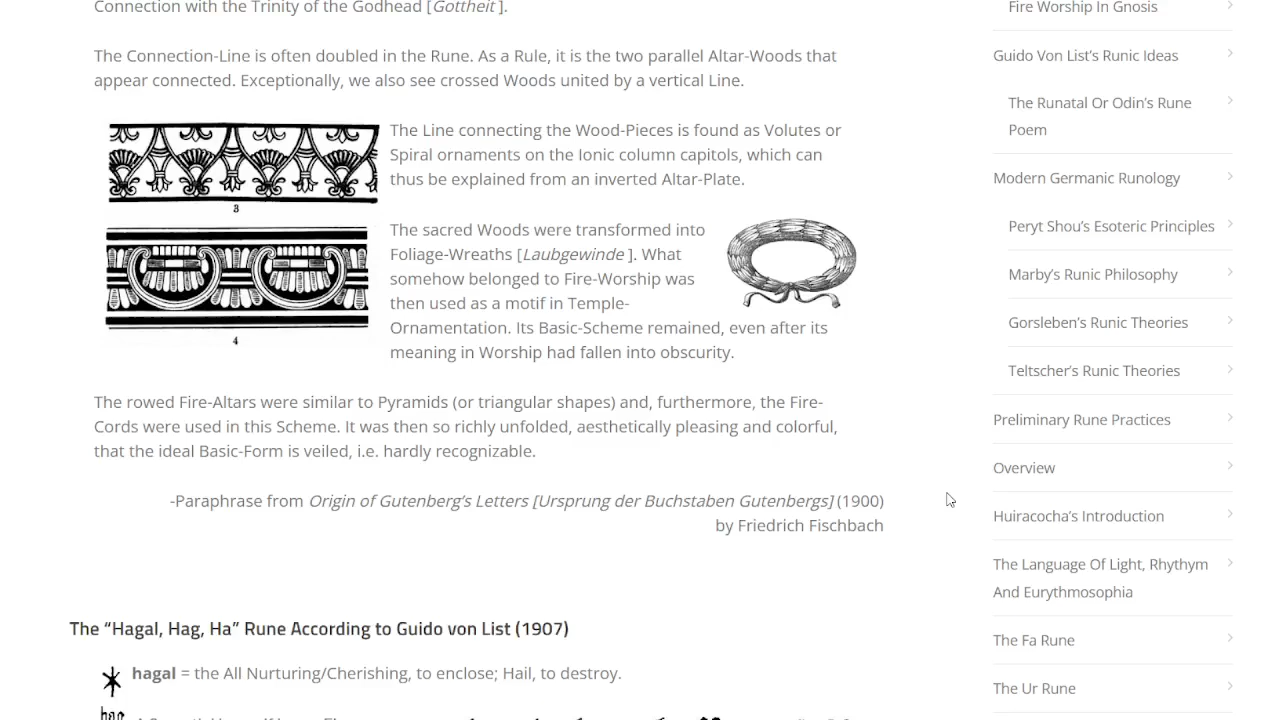 Connection with the Trinity of the Godhead [Gottheit ].
The Connection-Line is often doubled in the Rune. As a Rule, it is the two parallel Altar-Woods that
appear connected. Exceptionally, we also see crossed Woods united by a vertical Line.
The Line connecting the Wood-Pieces is found as Volutes or
Spiral ornaments on the Ionic column capitols, which can
thus be explained from an inverted Altar-Plate.
3
The sacred Woods were transformed into
Foliage-Wreaths [Laubgewinde ]. What
somehow belonged to Fire-Worship was
then used as a motif in Temple-
Ornamentation. Its Basic-Scheme remained, even after its
meaning in Worship had fallen into obscurity.
4
The rowed Fire-Altars were similar to Pyramids (or triangular shapes) and, furthermore, the Fire-
Cords were used in this Scheme. It was then so richly unfolded, aesthetically pleasing and colorful,
that the ideal Basic-Form is veiled, i.e. hardly recognizable.
-Paraphrase from Origin of Gutenberg's Letters [Ursprung der Buchstaben Gutenbergs] (1900)
by Friedrich Fischbach
The “Hagal, Hag, Ha” Rune According to Guido von List (1907)
hagal = the All Nurturing/Cherishing, to enclose; Hail, to destroy.
Fire Worship In Gnosis
Guido Von List's Runic Ideas
The Runatal Or Odin's Rune
Poem
Modern Germanic Runology
Peryt Shou's Esoteric Principles
Marby's Runic Philosophy
Gorsleben's Runic Theories
Teltscher's Runic Theories
Preliminary Rune Practices
Overview
Huiracocha's Introduction
The Language Of Light, Rhythym
And Eurythmosophia
The Fa Rune
The Ur Rune